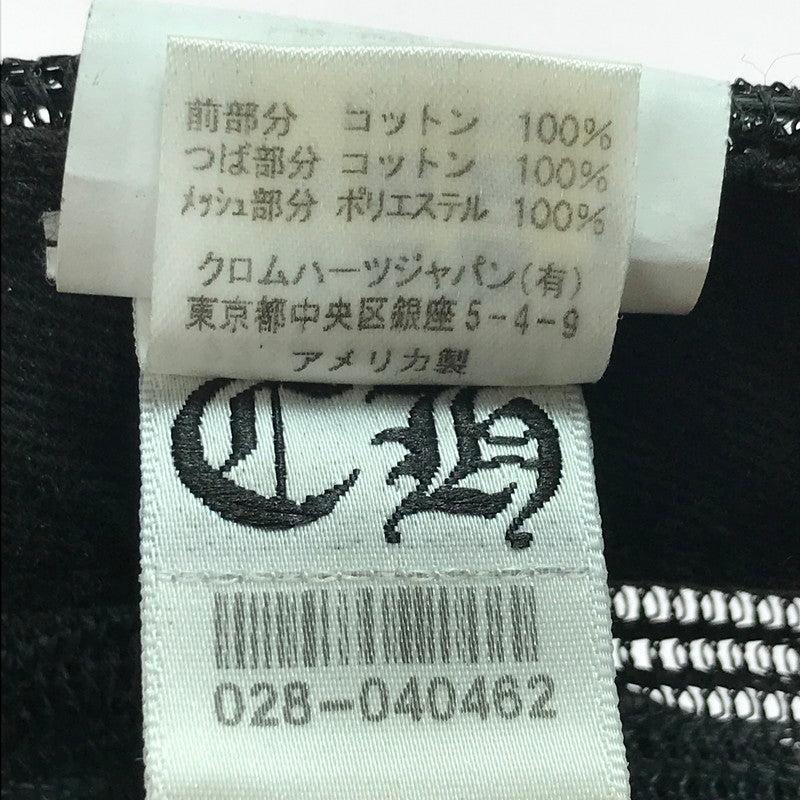 前部分 コットン 100%
つば部分 コットン 100%
メッシュ部分 ポリエステル 100%
クロムハーツジャパン(有)
東京都中央区銀座5-4-9
アメリカ製
CH
028-040462